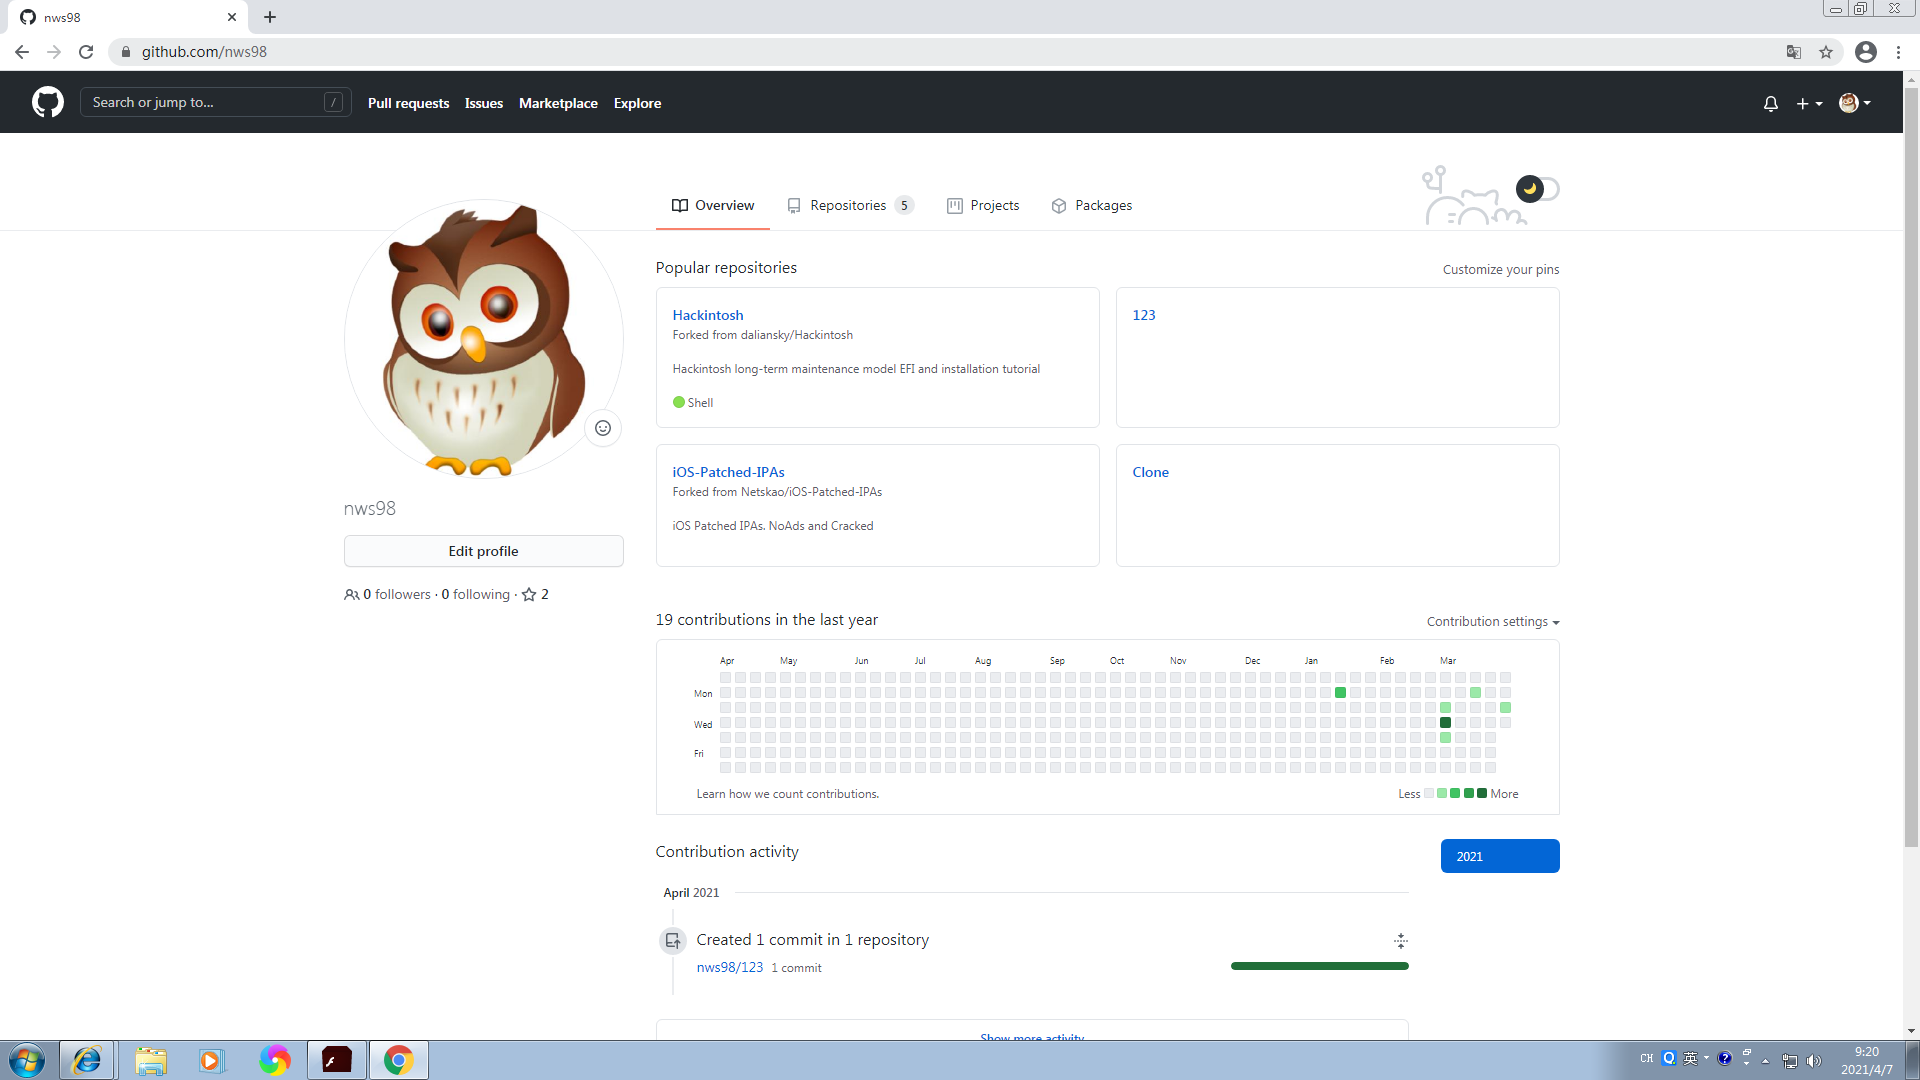 nws98
github.com/nws98
Search or jump to... /
Pull requests Issues Marketplace Explore
Overview Repositories 5 Projects Packages
Popular repositories
Customize your pins
Hackintosh
Forked from daliansky/Hackintosh
Hackintosh long-term maintenance model EFI and installation tutorial
Shell
123
iOS-Patched-IPAs
Forked from Netskao/iOS-Patched-IPAs
iOS Patched IPAs. NoAds and Cracked
Clone
nws98
Edit profile
0 followers · 0 following · 2
19 contributions in the last year
Contribution settings
Apr May Jun Jul Aug Sep Oct Nov Dec Jan Feb Mar
Mon
Wed
Fri
Learn how we count contributions.
Less More
Contribution activity
2021
April 2021
Created 1 commit in 1 repository
nws98/123 1 commit
Show more activity
CH 英
9:20
2021/4/7